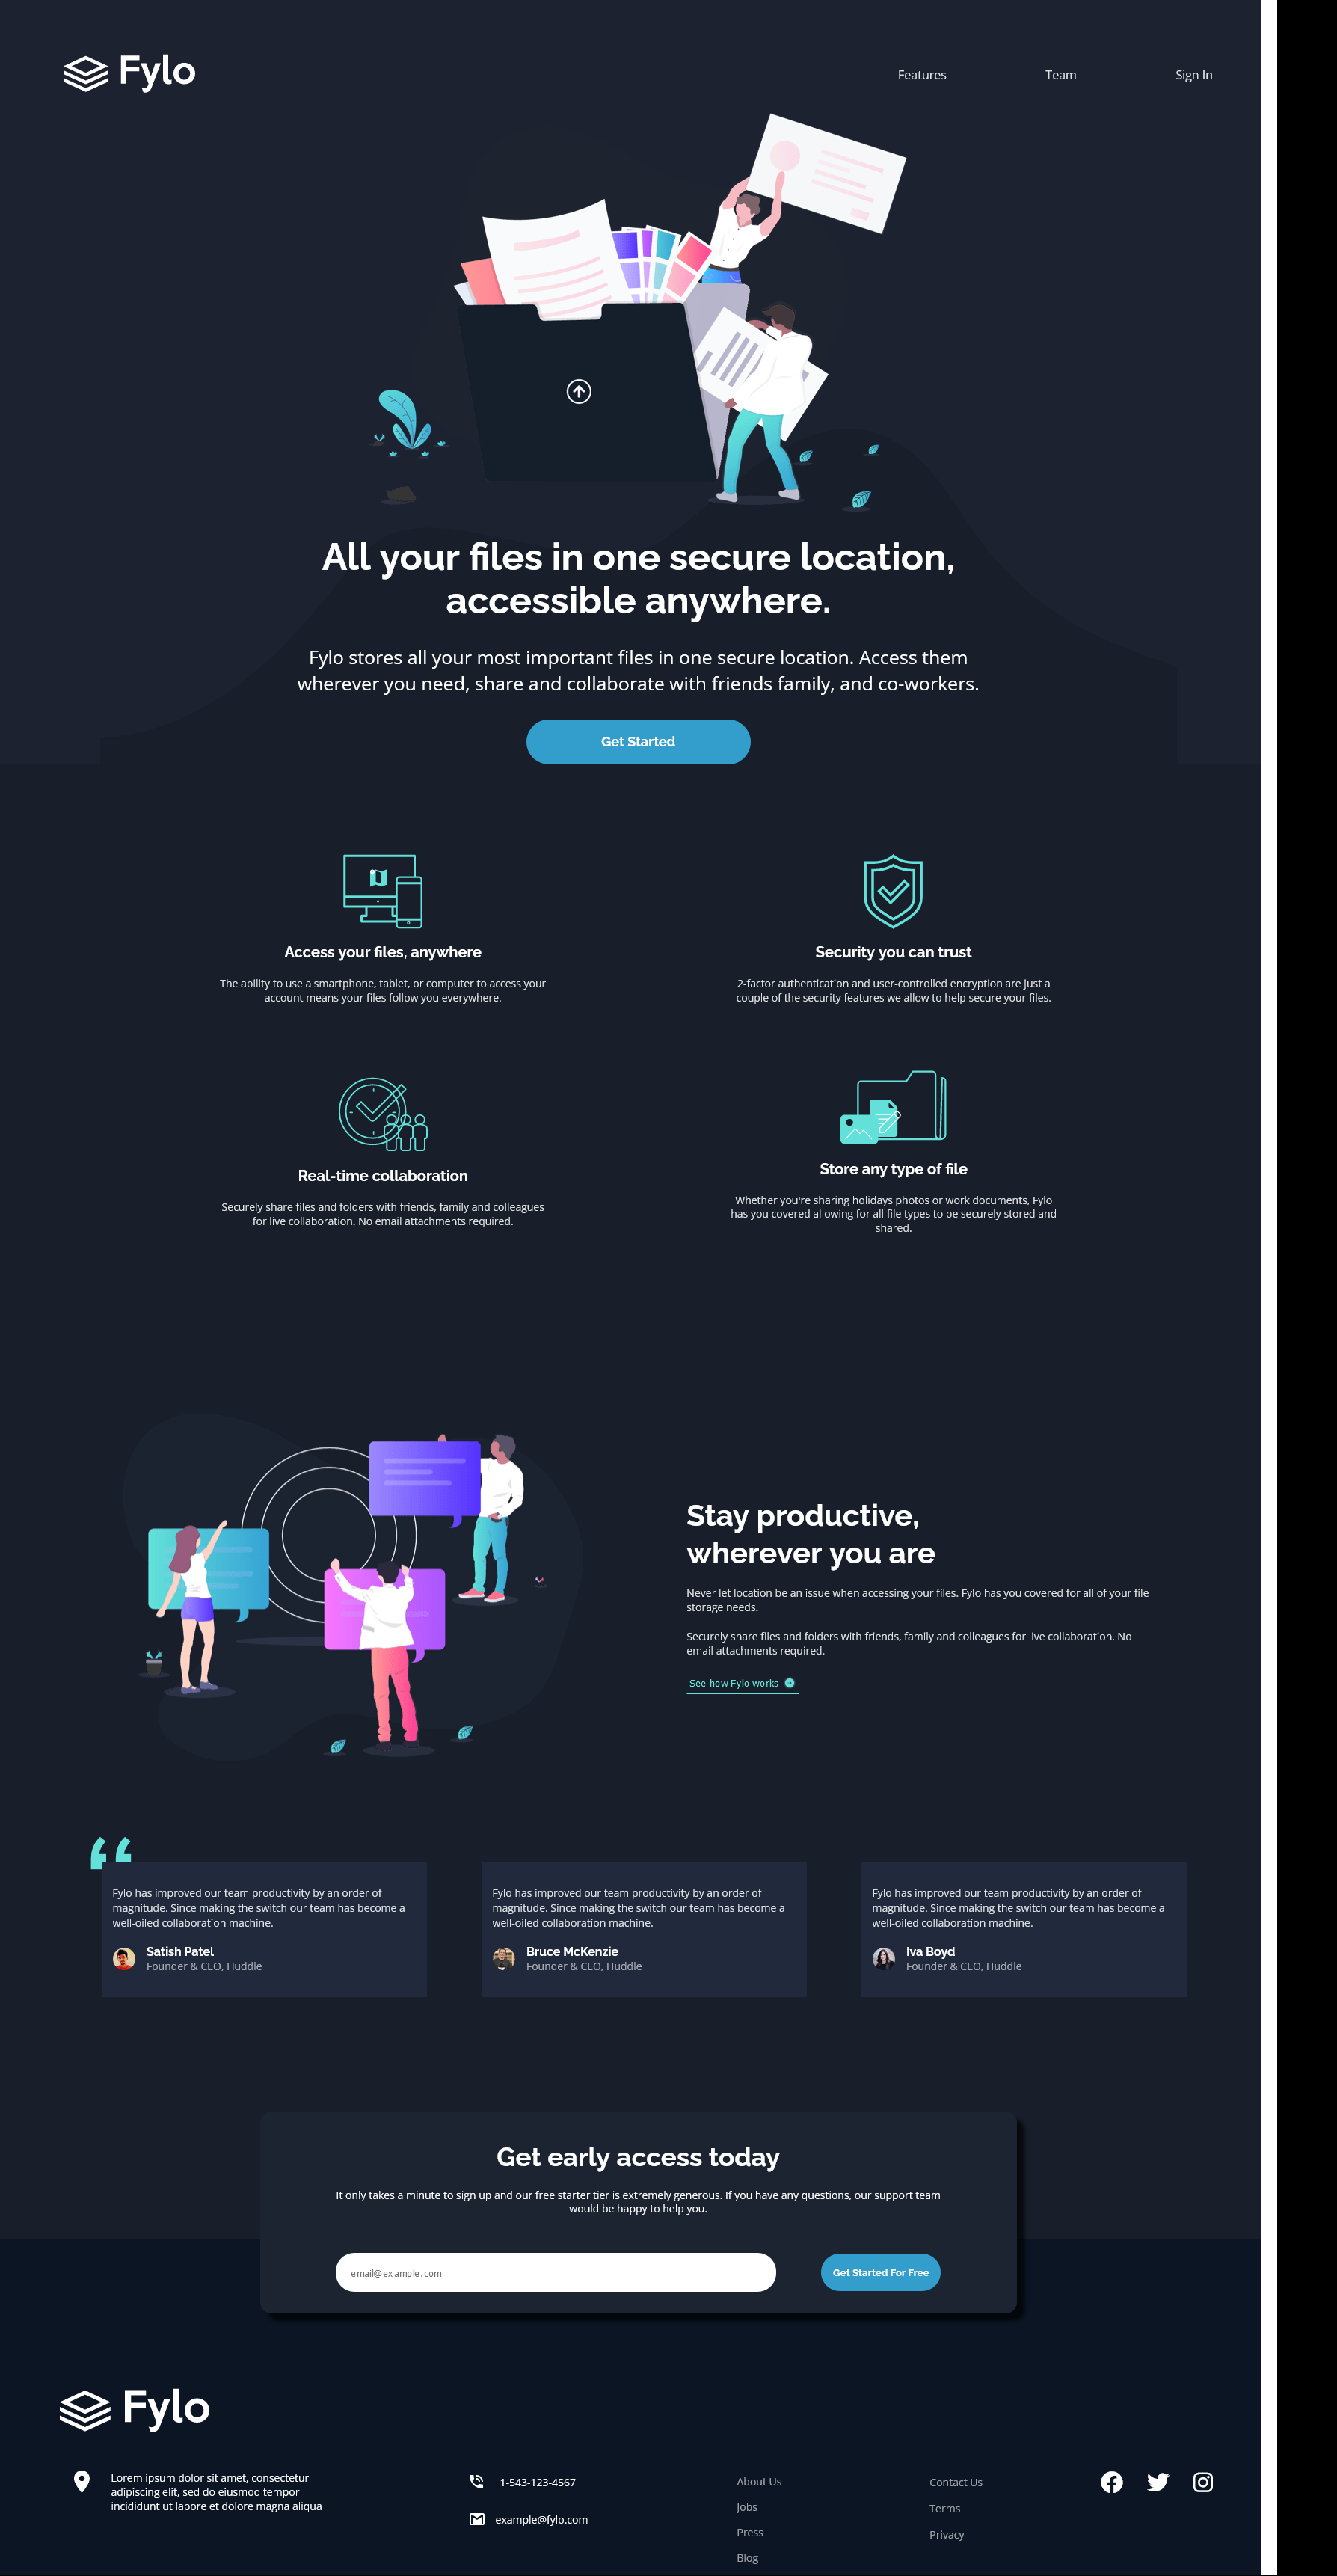 Fylo
Features
Team
Sign In
All your files in one secure location,
accessible anywhere.
Fylo stores all your most important files in one secure location. Access them
wherever you need, share and collaborate with friends family, and co-workers.
Get Started
Access your files, anywhere
The ability to use a smartphone, tablet, or computer to access your
account means your files follow you everywhere.
Security you can trust
2-factor authentication and user-controlled encryption are just a
couple of the security features we allow to help secure your files.
Real-time collaboration
Securely share files and folders with friends, family and colleagues
for live collaboration. No email attachments required.
Store any type of file
Whether you're sharing holidays photos or work documents, Fylo
has you covered allowing for all file types to be securely stored and
shared.
Stay productive,
wherever you are
Never let location be an issue when accessing your files. Fylo has you covered for all of your file
storage needs.
Securely share files and folders with friends, family and colleagues for live collaboration. No
email attachments required.
See how Fylo works
Fylo has improved our team productivity by an order of
magnitude. Since making the switch our team has become a
well-oiled collaboration machine.
Satish Patel
Founder & CEO, Huddle
Fylo has improved our team productivity by an order of
magnitude. Since making the switch our team has become a
well-oiled collaboration machine.
Bruce McKenzie
Founder & CEO, Huddle
Fylo has improved our team productivity by an order of
magnitude. Since making the switch our team has become a
well-oiled collaboration machine.
Iva Boyd
Founder & CEO, Huddle
Get early access today
It only takes a minute to sign up and our free starter tier is extremely generous. If you have any questions, our support team
would be happy to help you.
email@example.com
Get Started For Free
Fylo
Lorem ipsum dolor sit amet, consectetur
adipiscing elit, sed do eiusmod tempor
incididunt ut labore et dolore magna aliqua
+1-543-123-4567
example@fylo.com
About Us
Jobs
Press
Blog
Contact Us
Terms
Privacy